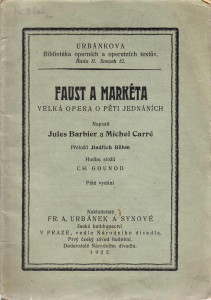 URBÁNKOVA
Bibliotéka operních a operetních textův.
Řada II. Svazek 12.
FAUST A MARKÉTA
VELKÁ OPERA O PĚTI JEDNÁNÍCH
Napsali
Jules Barbier a Michel Carré
Přeložil Jindřich Böhm
Hudbu složil
CH. GOUNOD
Páté vydání
Nakladatelé
FR. A. URBÁNEK A SYNOVÉ
české knihkupectví
V PRAZE, vedle Národního divadla.
Prvý český závod hudební.
Dodavatelé Národního divadla.
1922.